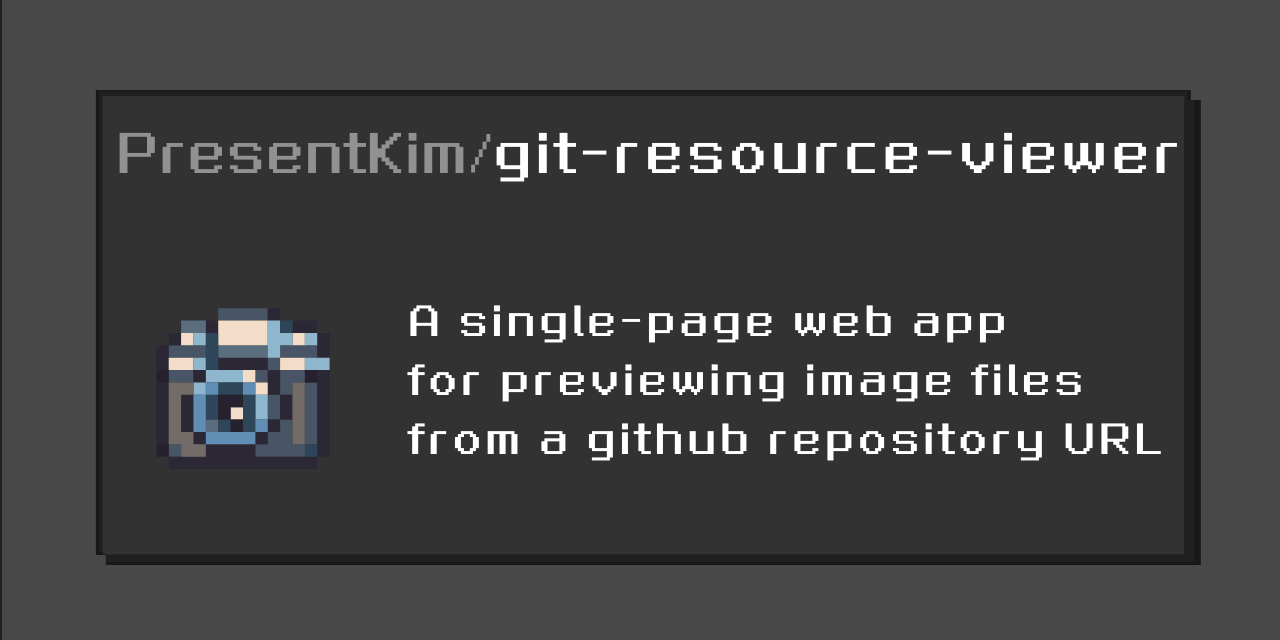 PresentKim/git-resource-viewer
A single-page web app
for previewing image files
from a github repository URL